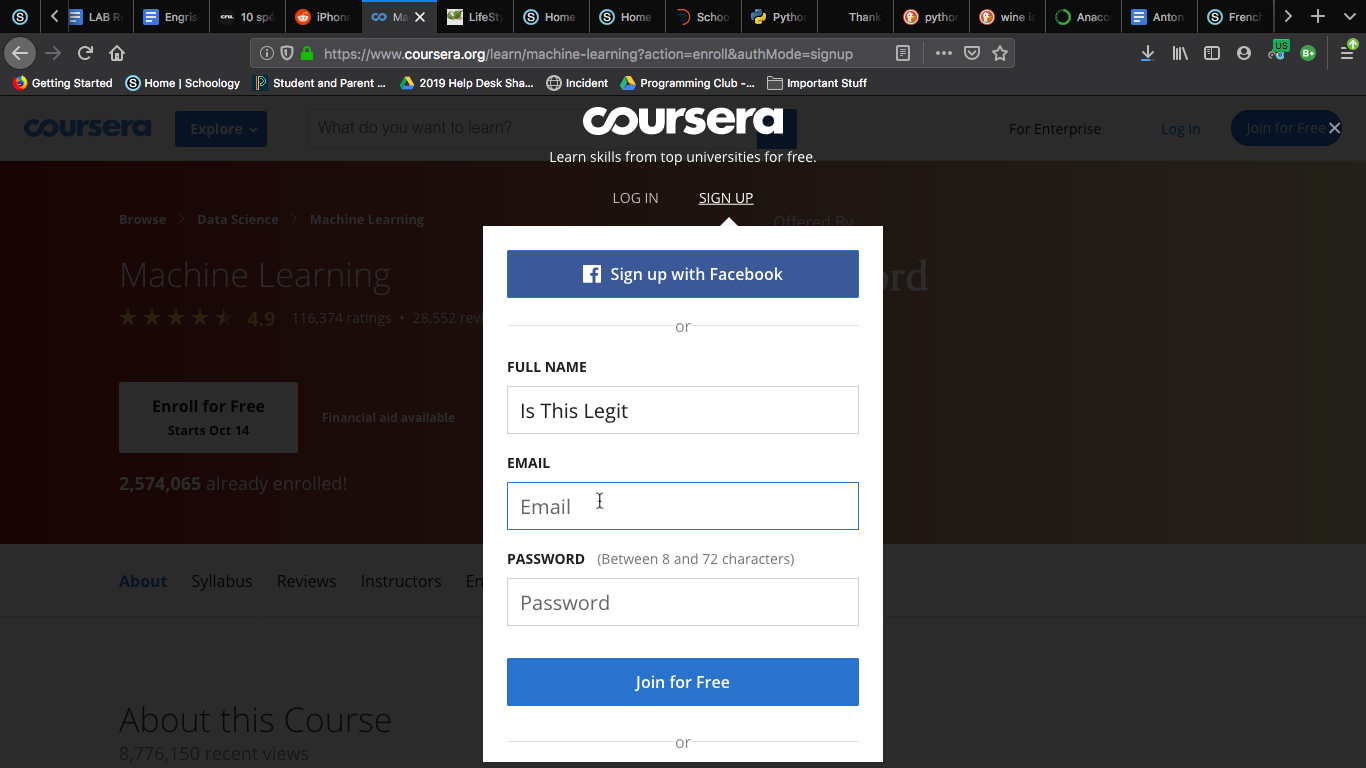 LAB R
Engris
cnu.
10 spé
iPhone
Ma
LifeSt
Home
Home
Schoo
Python
Thank
python
wine is
Anaco
Anton
French
https://www.coursera.org/learn/machine-learning?action=enroll&authMode=signup
US
B+
Getting Started
Home | Schoology
Student and Parent ...
2019 Help Desk Sha...
Incident
Programming Club -...
Important Stuff
coursera
Explore
What do you want to learn?
coursera
For Enterprise
Log In
Join for Free
Learn skills from top universities for free.
LOG IN
SIGN UP
Browse
Data Science
Machine Learning
Offered By
Machine Learning
ord
4.9
116,374 ratings • 28,552 rev
Sign up with Facebook
or
FULL NAME
Is This Legit
Enroll for Free
Starts Oct 14
Financial aid available
2,574,065 already enrolled!
EMAIL
Email
PASSWORD (Between 8 and 72 characters)
Password
About
Syllabus
Reviews
Instructors
En
Join for Free
or
About this Course
8,776,150 recent views